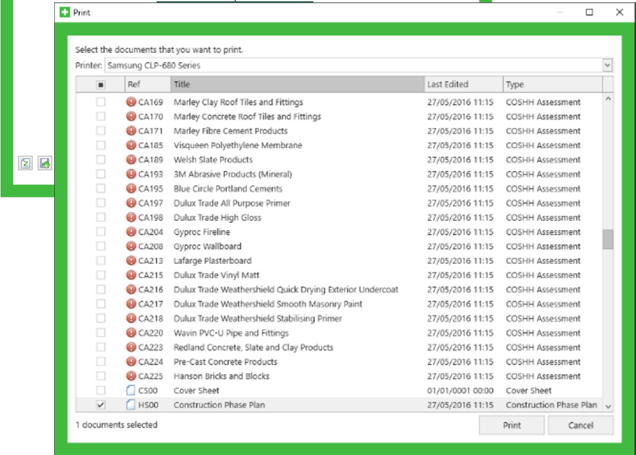 Print
Select the documents that you want to print.
Printer: Samsung CLP-680 Series
Ref Title Last Edited Type
CA169 Marley Clay Roof Tiles and Fittings 27/05/2016 11:15 COSHH Assessment
CA170 Marley Concrete Roof Tiles and Fittings 27/05/2016 11:15 COSHH Assessment
CA171 Marley Fibre Cement Products 27/05/2016 11:15 COSHH Assessment
CA185 Visqueen Polyethylene Membrane 27/05/2016 11:15 COSHH Assessment
CA189 Welsh Slate Products 27/05/2016 11:15 COSHH Assessment
CA193 3M Abrasive Products (Mineral) 27/05/2016 11:15 COSHH Assessment
CA195 Blue Circle Portland Cements 27/05/2016 11:15 COSHH Assessment
CA197 Dulux Trade All Purpose Primer 27/05/2016 11:15 COSHH Assessment
CA198 Dulux Trade High Gloss 27/05/2016 11:15 COSHH Assessment
CA204 Gyproc Fireline 27/05/2016 11:15 COSHH Assessment
CA208 Gyproc Wallboard 27/05/2016 11:15 COSHH Assessment
CA213 Lafarge Plasterboard 27/05/2016 11:15 COSHH Assessment
CA215 Dulux Trade Vinyl Matt 27/05/2016 11:15 COSHH Assessment
CA216 Dulux Trade Weathershield Quick Drying Exterior Undercoat 27/05/2016 11:15 COSHH Assessment
CA217 Dulux Trade Weathershield Smooth Masonry Paint 27/05/2016 11:15 COSHH Assessment
CA218 Dulux Trade Weathershield Stabilising Primer 27/05/2016 11:15 COSHH Assessment
CA220 Wavin PVC-U Pipe and Fittings 27/05/2016 11:15 COSHH Assessment
CA223 Redland Concrete, Slate and Clay Products 27/05/2016 11:15 COSHH Assessment
CA224 Pre-Cast Concrete Products 27/05/2016 11:15 COSHH Assessment
CA225 Hanson Bricks and Blocks 27/05/2016 11:15 COSHH Assessment
CS00 Cover Sheet 01/01/0001 00:00 Cover Sheet
HS00 Construction Phase Plan 27/05/2016 11:15 Construction Phase Plan
1 documents selected Print Cancel